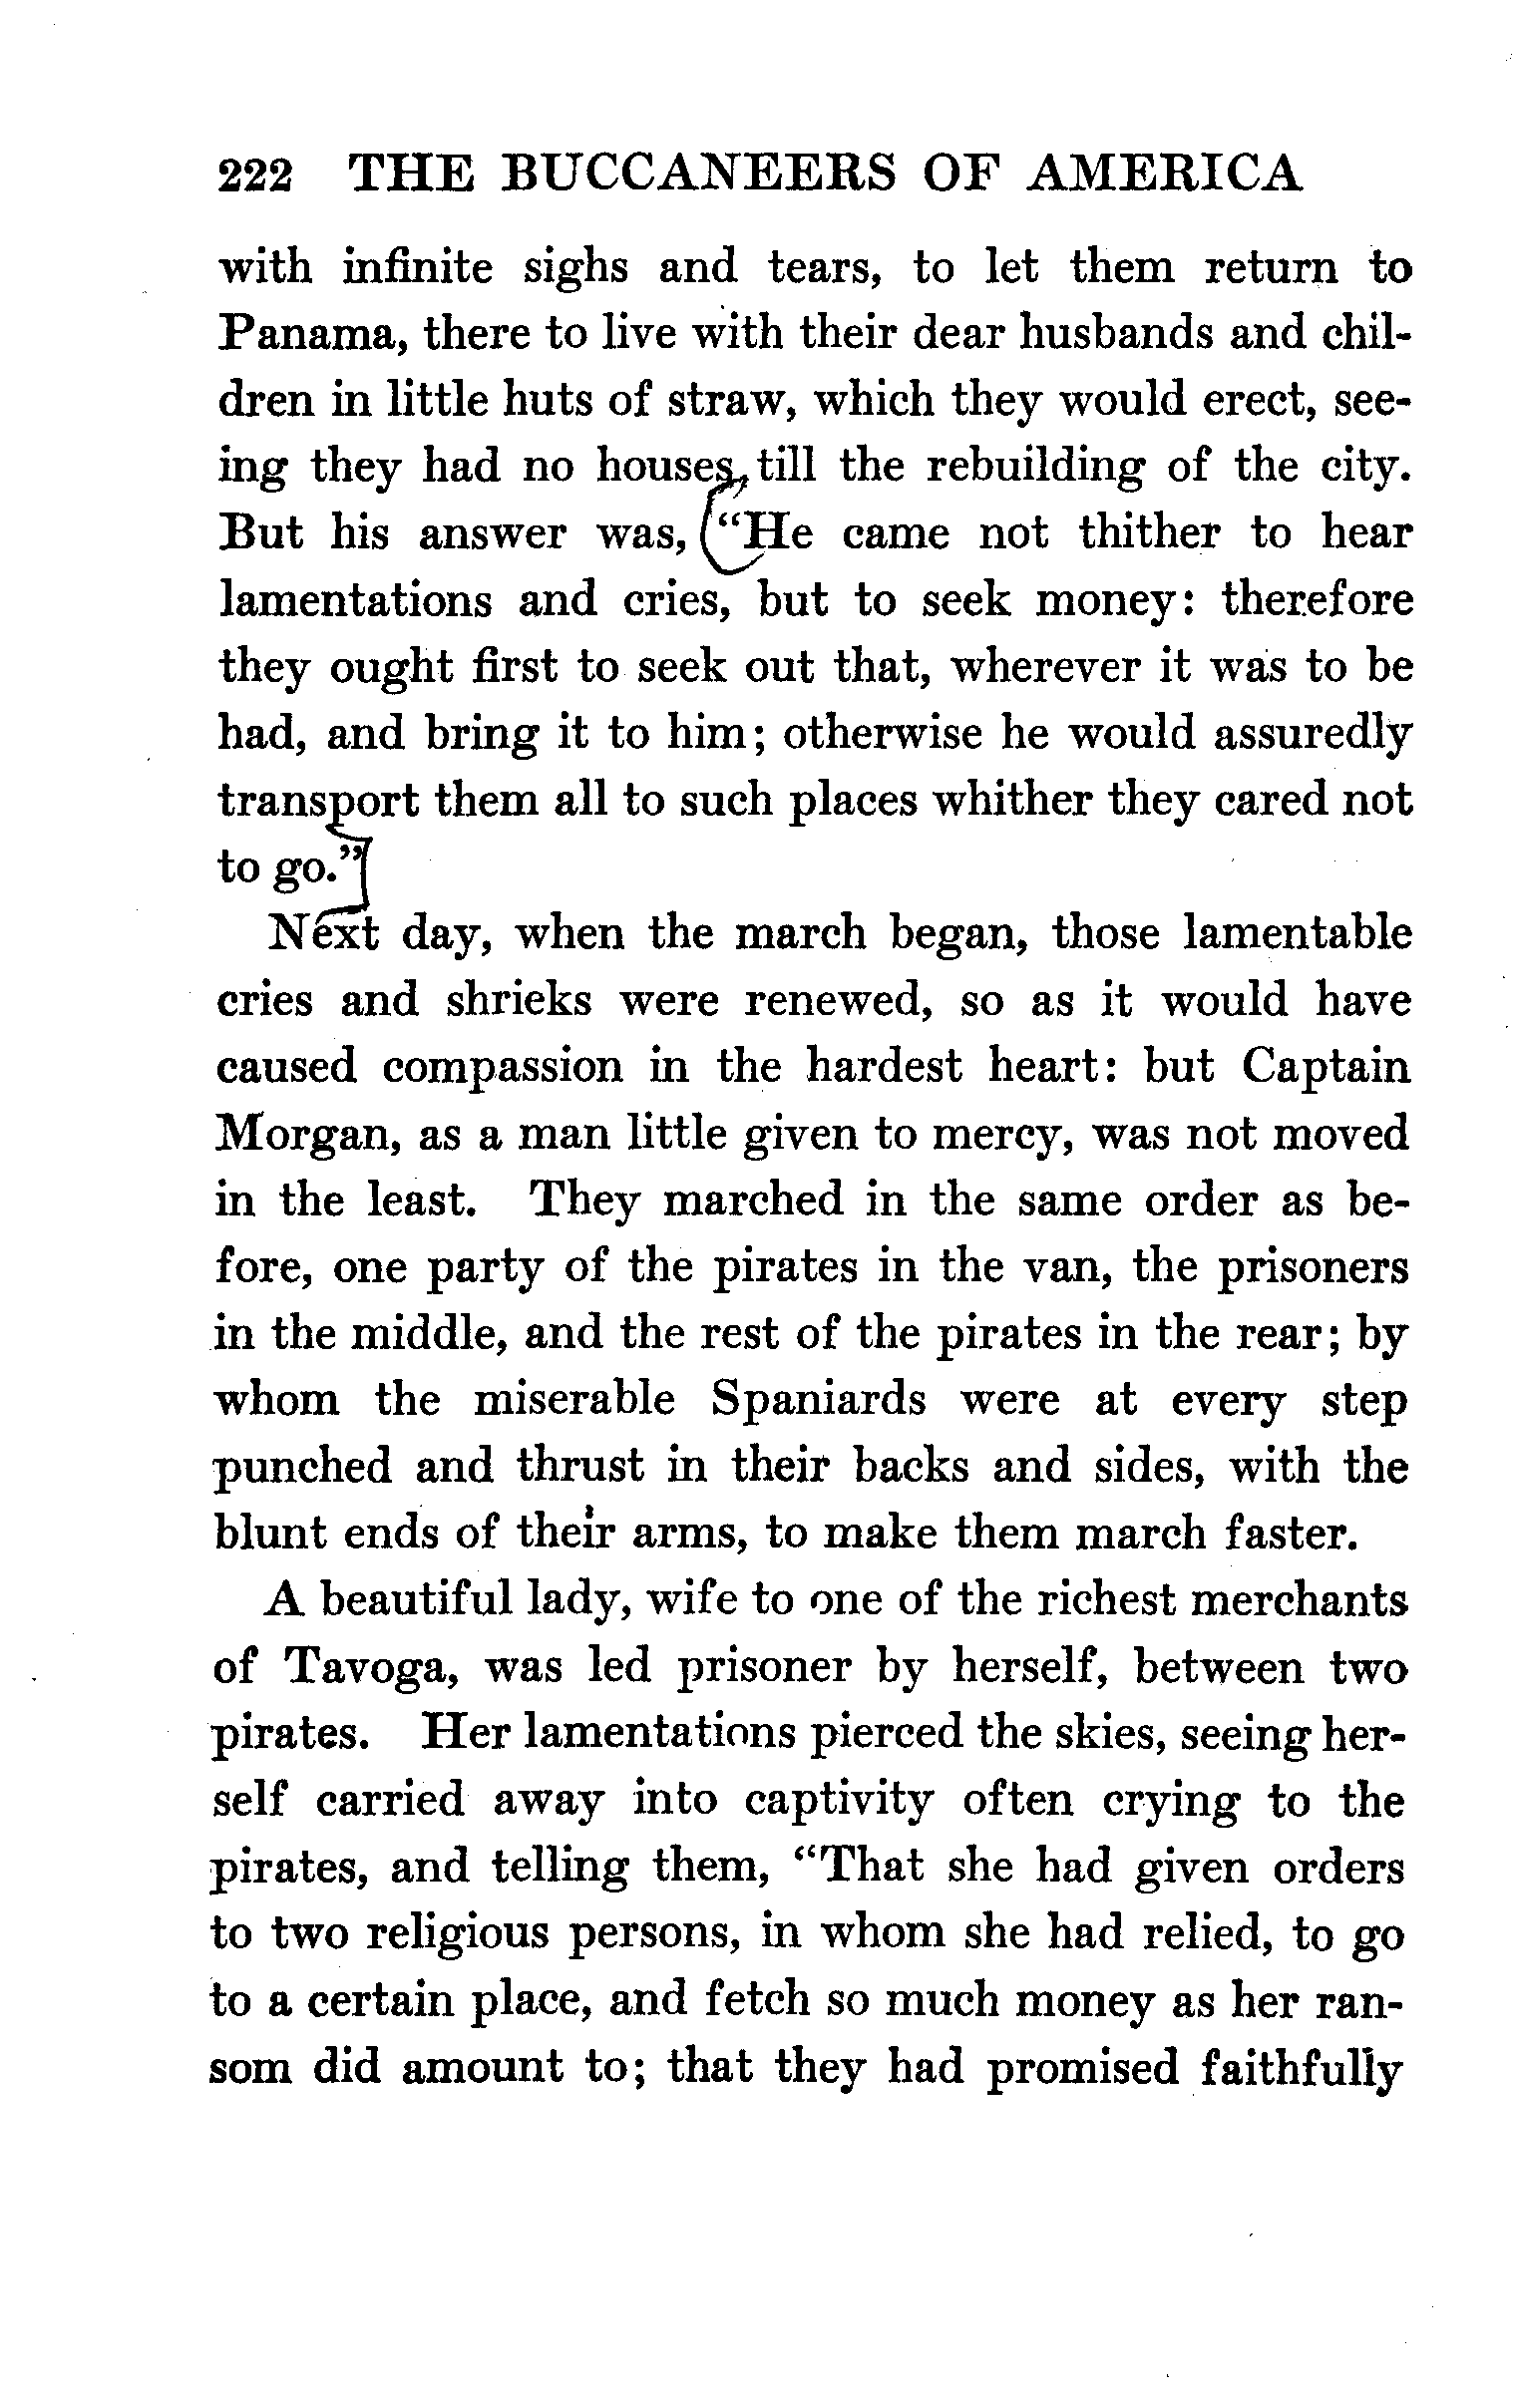 222 THE BUCCANEERS OF AMERICA
with infinite sighs and tears, to let them return to
Panama, there to live with their dear husbands and chil-
dren in little huts of straw, which they would erect, see-
ing they had no houses, till the rebuilding of the city.
But his answer was, “He came not thither to hear
lamentations and cries, but to seek money: therefore
they ought first to seek out that, wherever it was to be
had, and bring it to him; otherwise he would assuredly
transport them all to such places whither they cared not
to go.”
Next day, when the march began, those lamentable
cries and shrieks were renewed, so as it would have
caused compassion in the hardest heart: but Captain
Morgan, as a man little given to mercy, was not moved
in the least. They marched in the same order as be-
fore, one party of the pirates in the van, the prisoners
in the middle, and the rest of the pirates in the rear; by
whom the miserable Spaniards were at every step
punched and thrust in their backs and sides, with the
blunt ends of their arms, to make them march faster.
A beautiful lady, wife to one of the richest merchants
of Tavoga, was led prisoner by herself, between two
pirates. Her lamentations pierced the skies, seeing her-
self carried away into captivity often crying to the
pirates, and telling them, “That she had given orders
to two religious persons, in whom she had relied, to go
to a certain place, and fetch so much money as her ran-
som did amount to; that they had promised faithfully